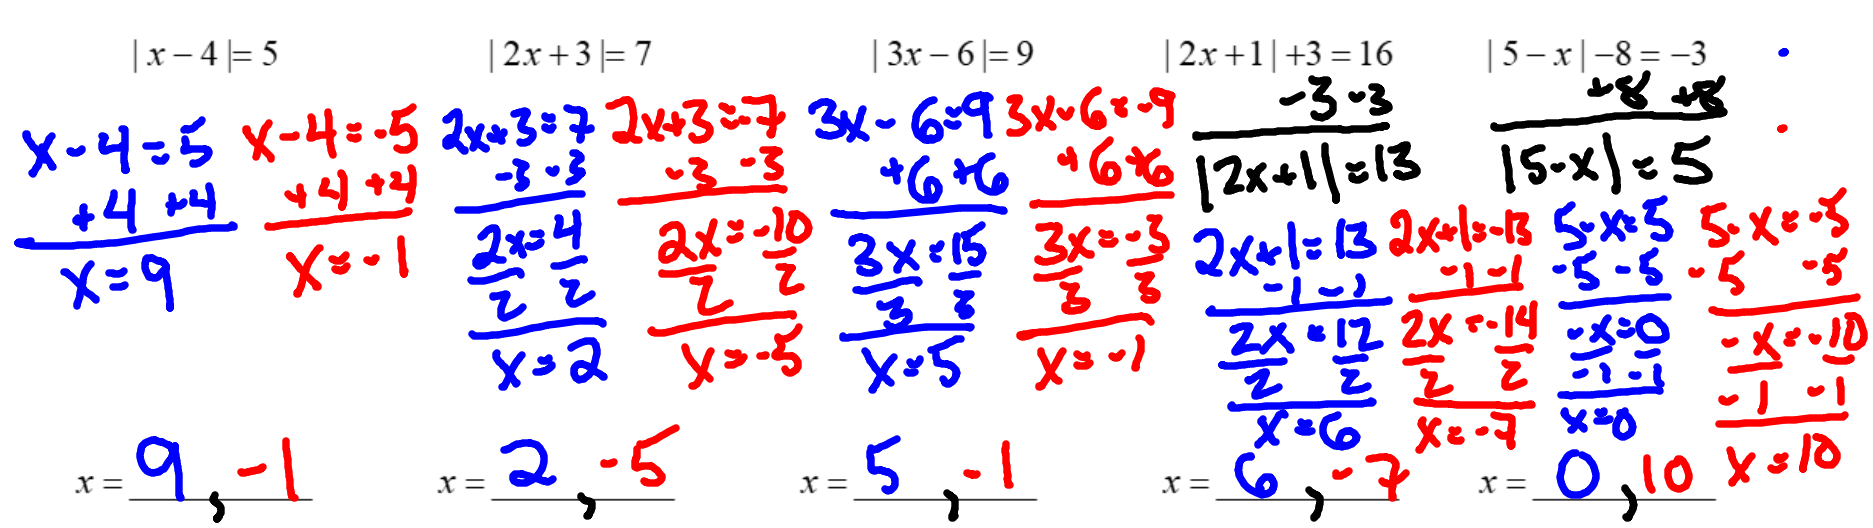 | x − 4 |= 5
x - 4 = 5
+4 +4
x = 9
x - 4 = -5
+4 +4
x = -1
x = 9 , -1
| 2x + 3 |= 7
2x+3=7
-3 -3
2x = 4
2 2
x = 2
2x+3=-7
-3 -3
2x = -10
2 2
x = -5
x = 2 , -5
| 3x − 6 |= 9
3x - 6 = 9
+6 +6
3x = 15
3 3
x = 5
3x - 6 = -9
+6 +6
3x = -3
3 3
x = -1
x = 5 , -1
| 2x +1 | +3 = 16
-3 -3
|2x+1| = 13
2x+1 = 13
-1 -1
2x = 12
2 2
x = 6
2x+1 = -13
-1 -1
2x = -14
2 2
x = -7
x = 6 , -7
| 5 − x | −8 = −3
+8 +8
|5-x| = 5
5-x=5
-5 -5
-x=0
-1 -1
x=0
5-x=-5
-5 -5
-x=-10
-1 -1
x=10
x = 0 , 10